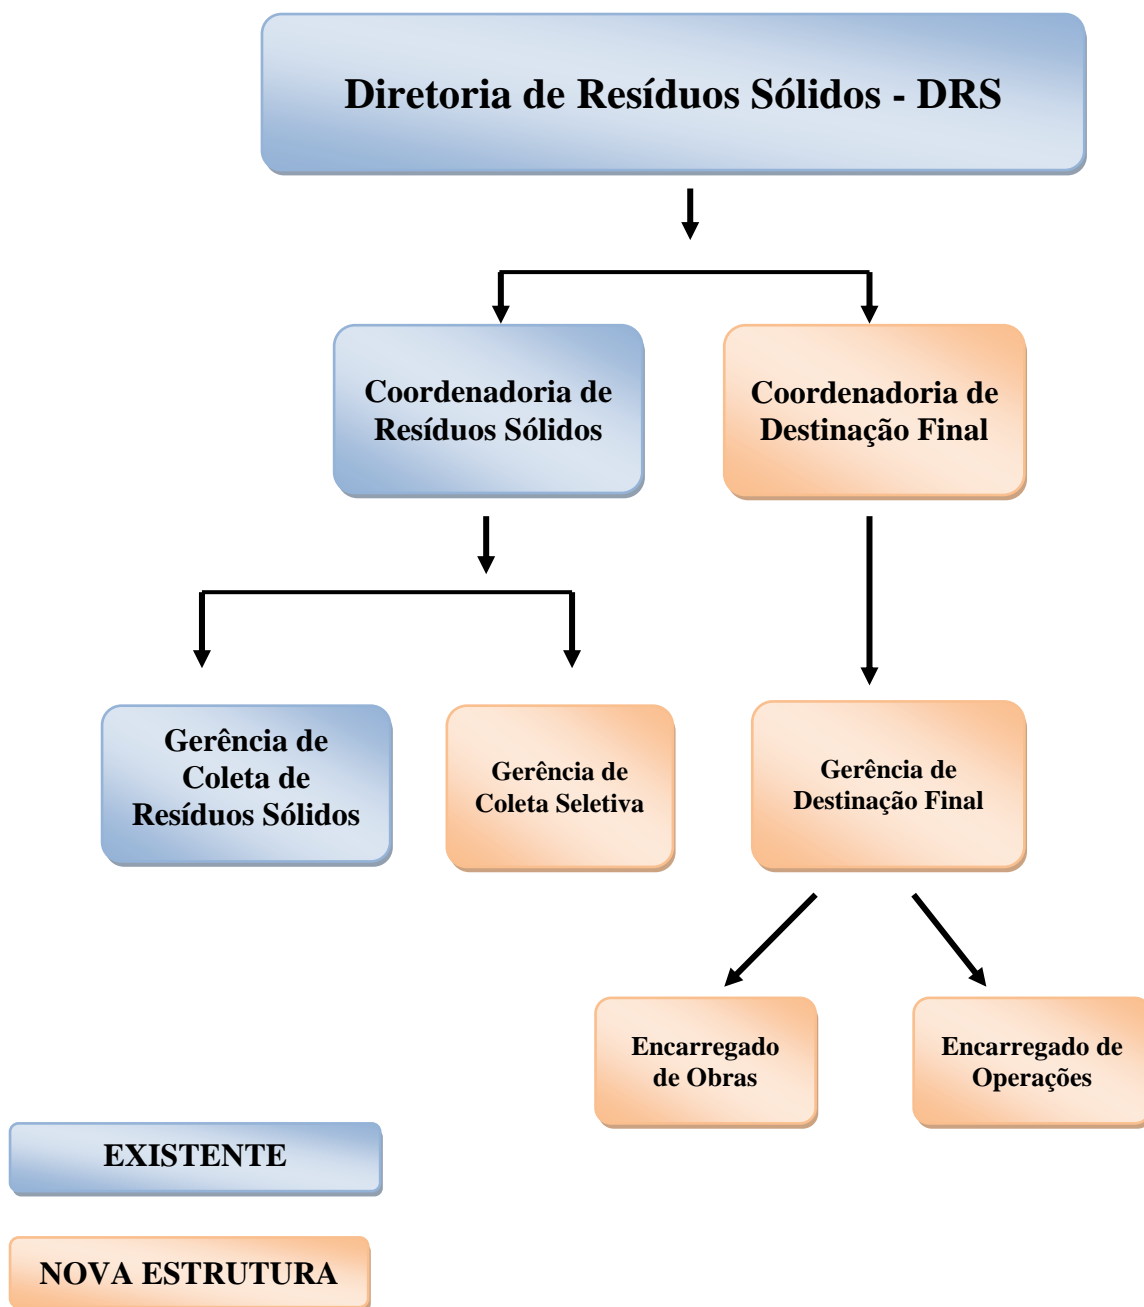 Diretoria de Resíduos Sólidos - DRS
Coordenadoria de
Resíduos Sólidos
Coordenadoria de
Destinação Final
Gerência de
Coleta de
Resíduos Sólidos
Gerência de
Coleta Seletiva
Gerência de
Destinação Final
Encarregado
de Obras
Encarregado de
Operações
EXISTENTE
NOVA ESTRUTURA